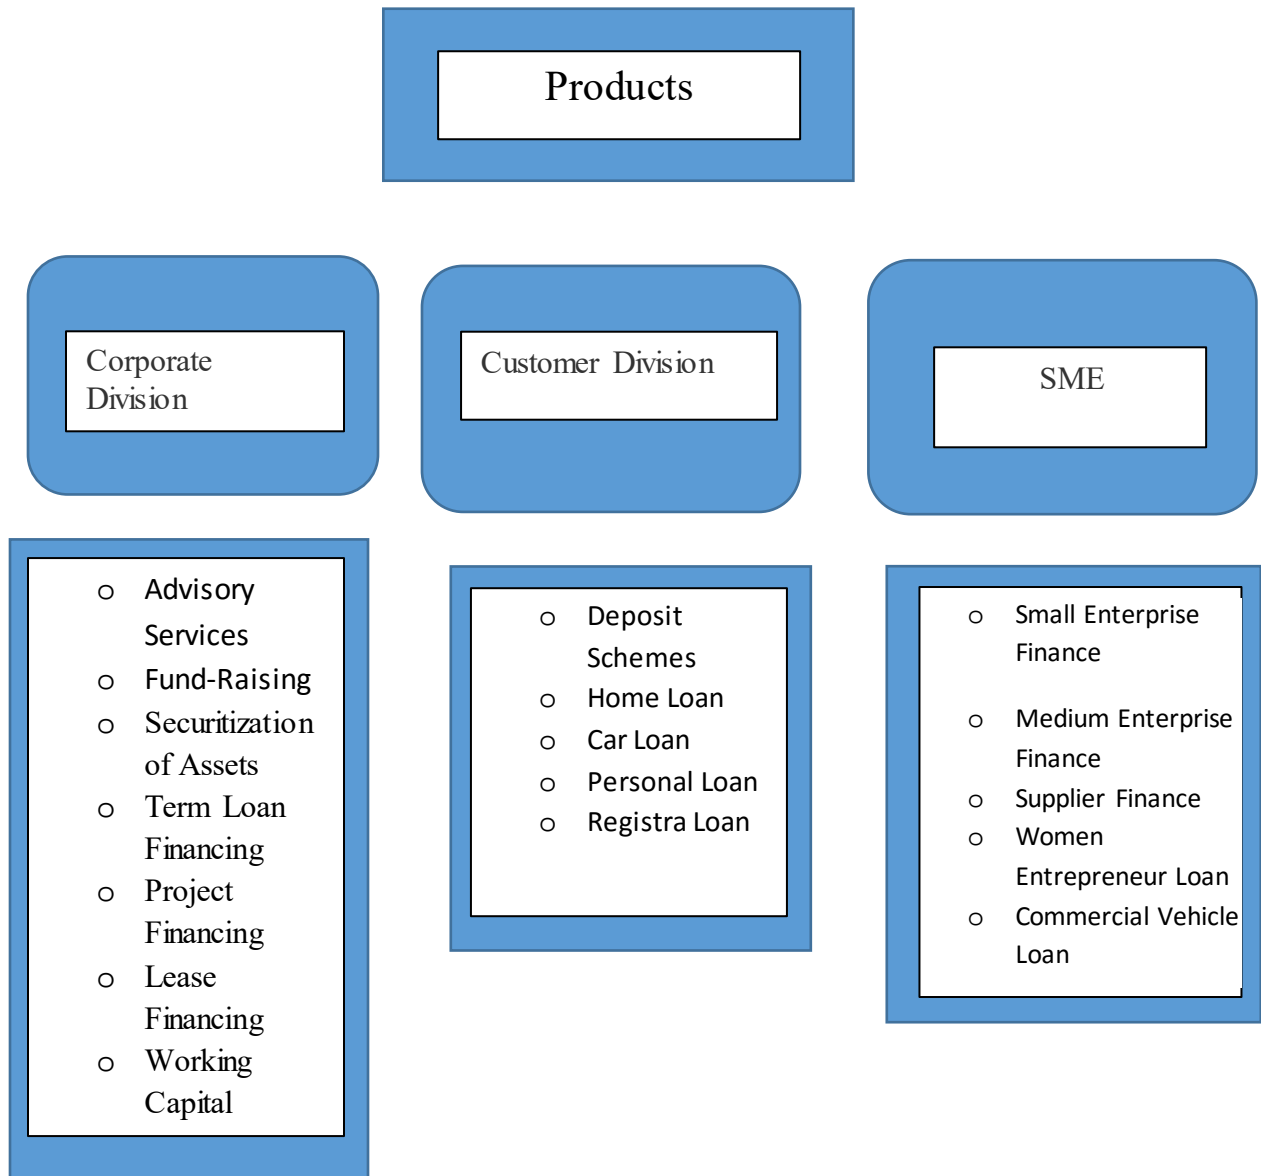 Products
Corporate
Division
Customer Division
SME
o Advisory
Services
o Fund-Raising
o Securitization
of Assets
o Term Loan
Financing
o Project
Financing
o Lease
Financing
o Working
Capital
o Deposit
Schemes
o Home Loan
o Car Loan
o Personal Loan
o Registra Loan
o Small Enterprise
Finance
o Medium Enterprise
Finance
o Supplier Finance
o Women
Entrepreneur Loan
o Commercial Vehicle
Loan